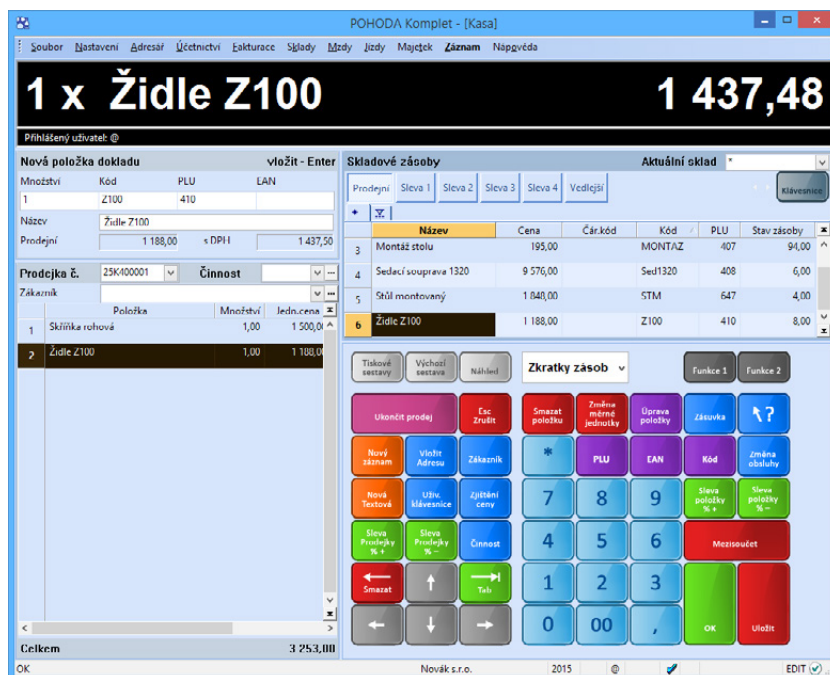 POHODA Komplet - [Kasa]
Soubor Nastavení Adresář Účetnictví Fakturace Sklady Mzdy Jízdy Majetek Záznam Nápověda
1 x Židle Z100 1 437,48
Přihlášený uživatel: @
Nová položka dokladu vložit - Enter
Množství Kód PLU EAN
1 Z100 410
Název Židle Z100
Prodejní 1 188,00 s DPH 1 437,50
Prodejka č. 25K400001 Činnost
Zákazník
Položka Množství Jedn.cena
1 Skříňka rohová 1,00 1 500,0
2 Židle Z100 1,00 1 188,0
Celkem 3 253,00
Skladové zásoby Aktuální sklad *
Prodejní Sleva 1 Sleva 2 Sleva 3 Sleva 4 Vedlejší Klávesnice
Název Cena Čár.kód Kód PLU Stav zásoby
3 Montáž stolu 195,00 MONTAZ 407 94,00
4 Sedací souprava 1320 9 576,00 Sed1320 408 6,00
5 Stůl montovaný 1 848,00 STM 647 4,00
6 Židle Z100 1 188,00 Z100 410 8,00
Tiskové sestavy Výchozí sestava Náhled Zkratky zásob Funkce 1 Funkce 2
Ukončit prodej Esc Zrušit Smazat položku Změna měrné jednotky Úprava položky Zásuvka ?
Nový záznam Vložit Adresu Zákazník * PLU EAN Kód Změna obsluhy
Nová Textová Uživ. klávesnice Zjištění ceny 7 8 9 Sleva položky % + Sleva položky % –
Sleva Prodejky % + Sleva Prodejky % – Činnost 4 5 6 Mezisoučet
Smazat Tab 1 2 3
0 00 , OK Uložit
OK Novák s.r.o. 2015 @ EDIT